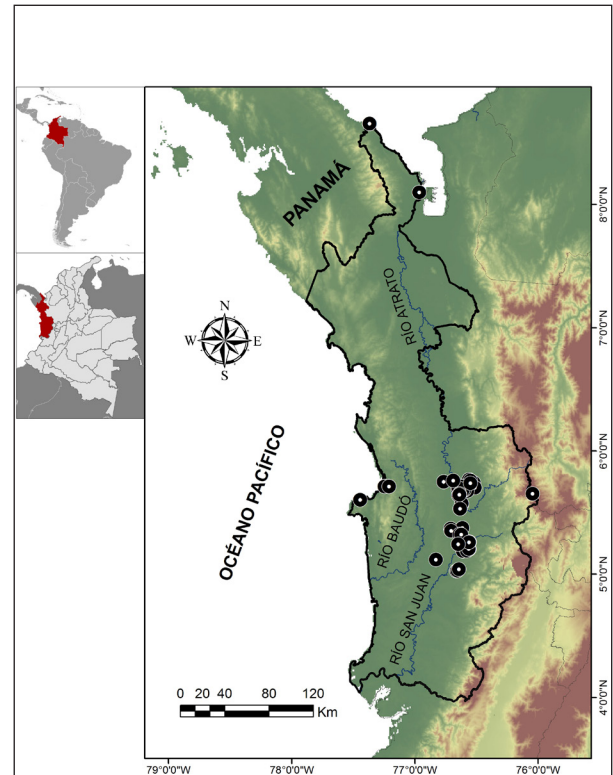 PANAMÁ
8°0'0"N
RÍO ATRATO
7°0'0"N
N
W E
S
6°0'0"N
OCÉANO PACÍFICO
RÍO BAUDÓ
5°0'0"N
RÍO SAN JUAN
0 20 40 80 120
Km
4°0'0"N
79°0'0"W 78°0'0"W 77°0'0"W 76°0'0"W